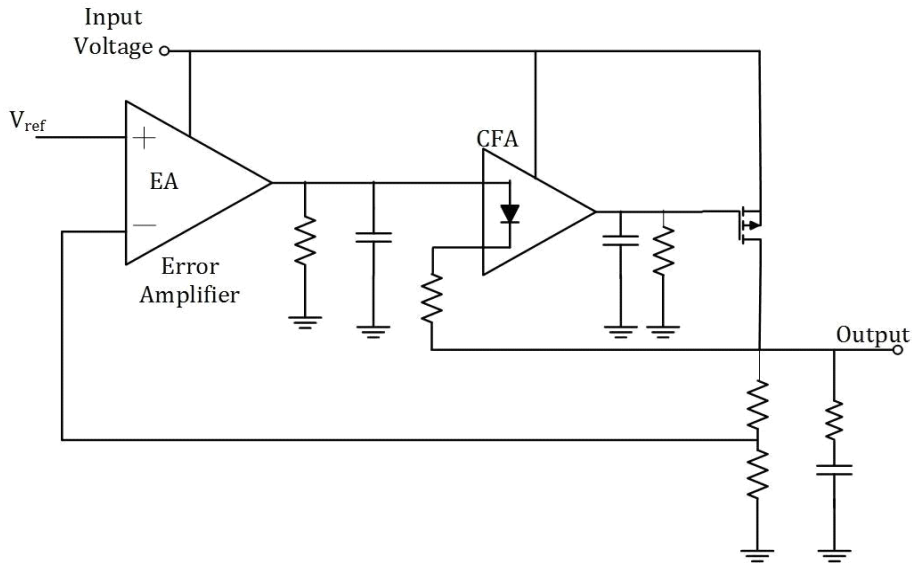 Input
Voltage
V_ref
+
EA
−
Error
Amplifier
CFA
Output